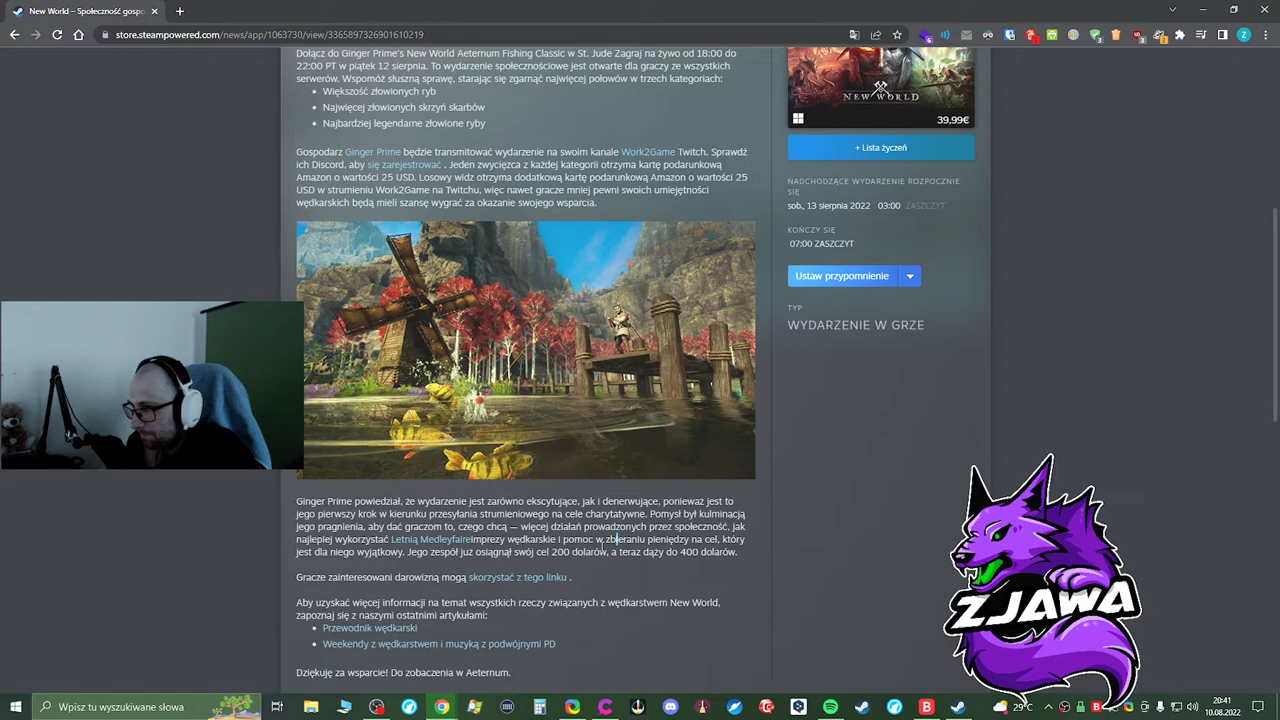 New World – Społeczność gospo
store.steampowered.com/news/app/1063730/view/3365897326901610219
Dołącz do Ginger Prime's New World Aeternum Fishing Classic w St. Jude Zagraj na żywo od 18:00 do
22:00 PT w piątek 12 sierpnia. To wydarzenie społecznościowe jest otwarte dla graczy ze wszystkich
serwerów. Wspomóż słuszną sprawę, starając się zgarnąć najwięcej połowów w trzech kategoriach:
Większość złowionych ryb
Najwięcej złowionych skrzyń skarbów
Najbardziej legendarne złowione ryby
Gospodarz Ginger Prime będzie transmitować wydarzenie na swoim kanale Work2Game Twitch. Sprawdź
ich Discord, aby się zarejestrować . Jeden zwycięzca z każdej kategorii otrzyma kartę podarunkową
Amazon o wartości 25 USD. Losowy widz otrzyma dodatkową kartę podarunkową Amazon o wartości 25
USD w strumieniu Work2Game na Twitchu, więc nawet gracze mniej pewni swoich umiejętności
wędkarskich będą mieli szansę wygrać za okazanie swojego wsparcia.
Ginger Prime powiedział, że wydarzenie jest zarówno ekscytujące, jak i denerwujące, ponieważ jest to
jego pierwszy krok w kierunku przesyłania strumieniowego na cele charytatywne. Pomysł był kulminacją
jego pragnienia, aby dać graczom to, czego chcą — więcej działań prowadzonych przez społeczność, jak
najlepiej wykorzystać Letnią Medleyfaireimprezy wędkarskie i pomoc w zbieraniu pieniędzy na cel, który
jest dla niego wyjątkowy. Jego zespół już osiągnął swój cel 200 dolarów, a teraz dąży do 400 dolarów.
Gracze zainteresowani darowizną mogą skorzystać z tego linku .
Aby uzyskać więcej informacji na temat wszystkich rzeczy związanych z wędkarstwem New World,
zapoznaj się z naszymi ostatnimi artykułami:
Przewodnik wędkarski
Weekendy z wędkarstwem i muzyką z podwójnymi PD
Dziękuję za wsparcie! Do zobaczenia w Aeternum.
NEW WORLD
39,99€
+ Lista życzeń
NADCHODZĄCE WYDARZENIE ROZPOCZNIE
SIĘ
sob., 13 sierpnia 2022 03:00 ZASZCZYT
KOŃCZY SIĘ
07:00 ZASZCZYT
Ustaw przypomnienie
TYP
WYDARZENIE W GRZE
ZJAWA
Wpisz tu wyszukiwane słowa
29°C
20:41
10.08.2022